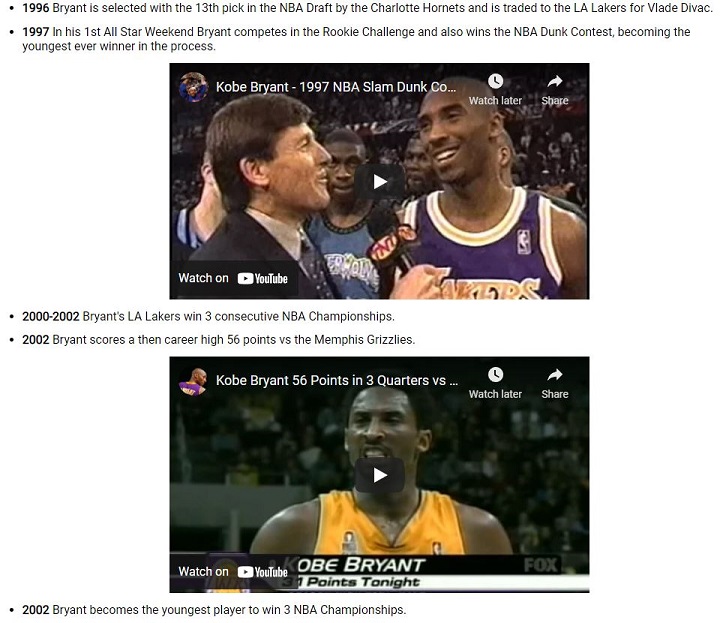 1996 Bryant is selected with the 13th pick in the NBA Draft by the Charlotte Hornets and is traded to the LA Lakers for Vlade Divac.
1997 In his 1st All Star Weekend Bryant competes in the Rookie Challenge and also wins the NBA Dunk Contest, becoming the
youngest ever winner in the process.
Kobe Bryant - 1997 NBA Slam Dunk Co...
Watch later
Share
TNT
Watch on YouTube
2000-2002 Bryant's LA Lakers win 3 consecutive NBA Championships.
2002 Bryant scores a then career high 56 points vs the Memphis Grizzlies.
Kobe Bryant 56 Points in 3 Quarters vs ...
Watch later
Share
OBE BRYANT
FOX
Points Tonight
Watch on YouTube
2002 Bryant becomes the youngest player to win 3 NBA Championships.